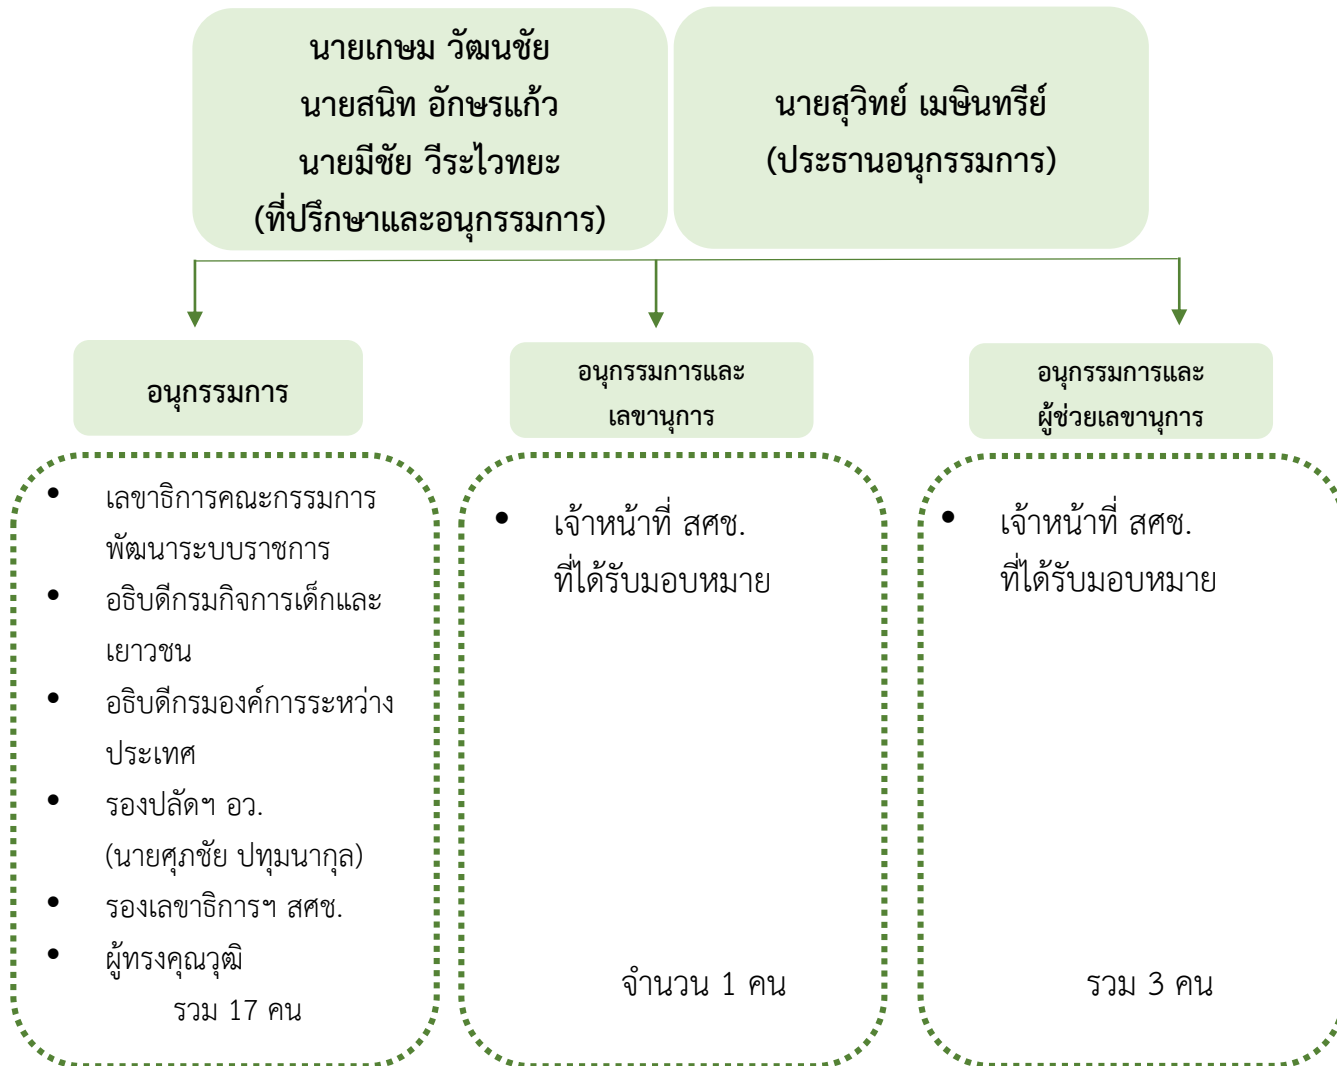 นายเกษม วัฒนชัย
นายสนิท อักษรแก้ว
นายมีชัย วีระไวทยะ
(ที่ปรึกษาและอนุกรรมการ)
นายสุวิทย์ เมษินทรีย์
(ประธานอนุกรรมการ)
อนุกรรมการ
• เลขาธิการคณะกรรมการ
พัฒนาระบบราชการ
• อธิบดีกรมกิจการเด็กและ
เยาวชน
• อธิบดีกรมองค์การระหว่าง
ประเทศ
• รองปลัดฯ อว.
(นายศุภชัย ปทุมนากุล)
• รองเลขาธิการฯ สศช.
• ผู้ทรงคุณวุฒิ
รวม 17 คน
อนุกรรมการและ
เลขานุการ
• เจ้าหน้าที่ สศช.
ที่ได้รับมอบหมาย
จำนวน 1 คน
อนุกรรมการและ
ผู้ช่วยเลขานุการ
• เจ้าหน้าที่ สศช.
ที่ได้รับมอบหมาย
รวม 3 คน